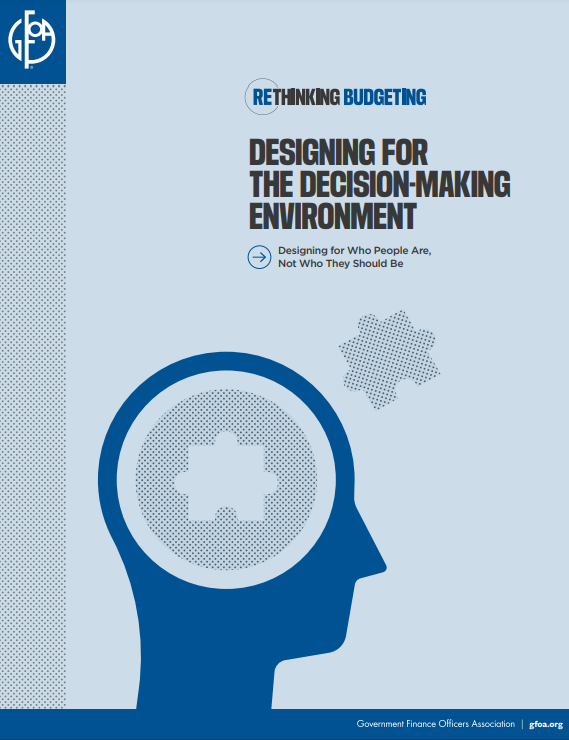 GFOA
RETHINKING BUDGETING
DESIGNING FOR
THE DECISION-MAKING
ENVIRONMENT
Designing for Who People Are,
Not Who They Should Be
Government Finance Officers Association | gfoa.org